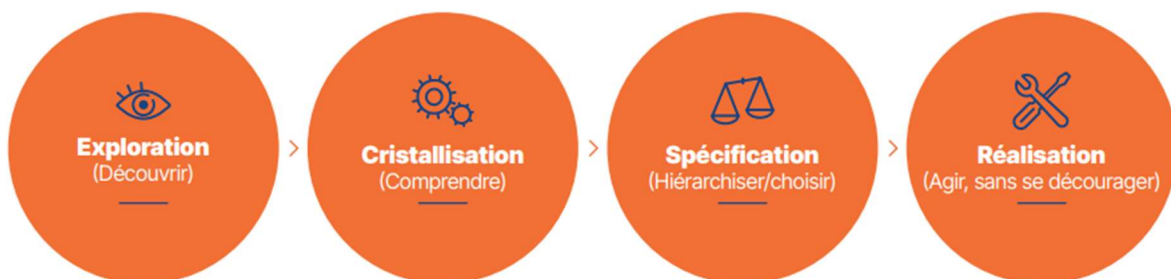 Exploration
(Découvrir)
Cristallisation
(Comprendre)
Spécification
(Hiérarchiser/choisir)
Réalisation
(Agir, sans se décourager)